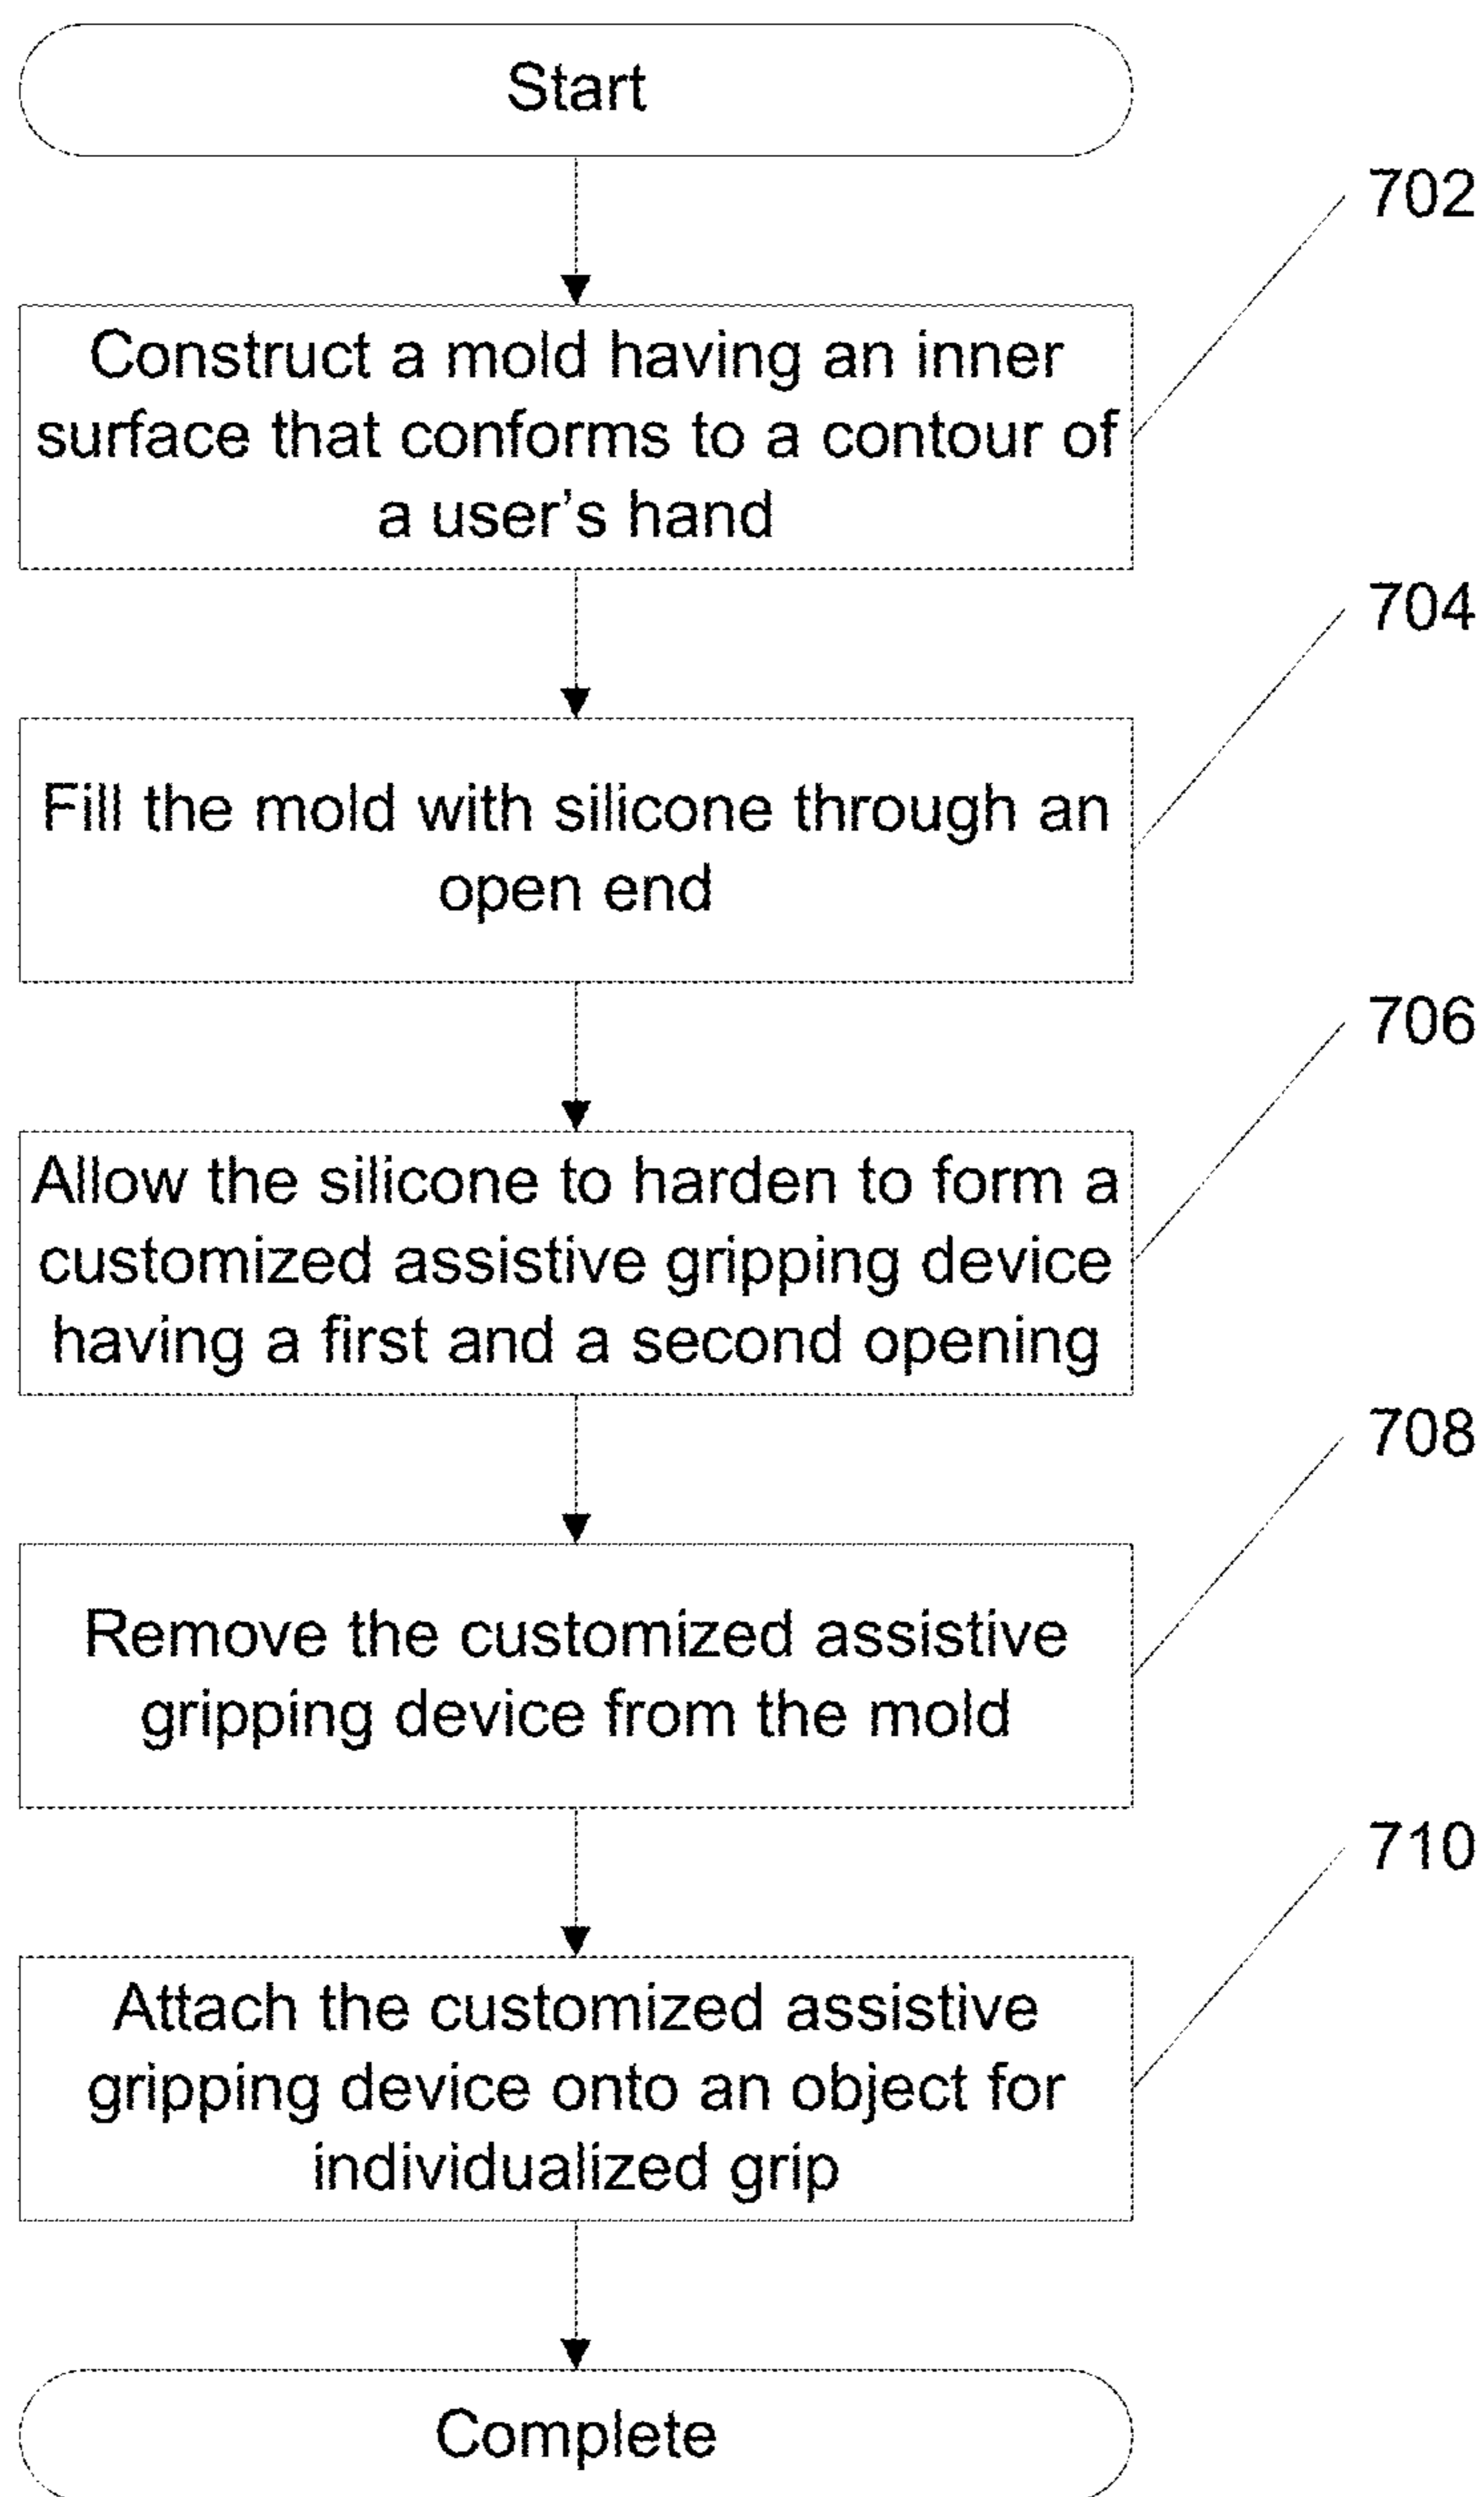 Start
702
Construct a mold having an inner
surface that conforms to a contour of
a user's hand
704
Fill the mold with silicone through an
open end
706
Allow the silicone to harden to form a
customized assistive gripping device
having a first and a second opening
708
Remove the customized assistive
gripping device from the mold
710
Attach the customized assistive
gripping device onto an object for
individualized grip
Complete